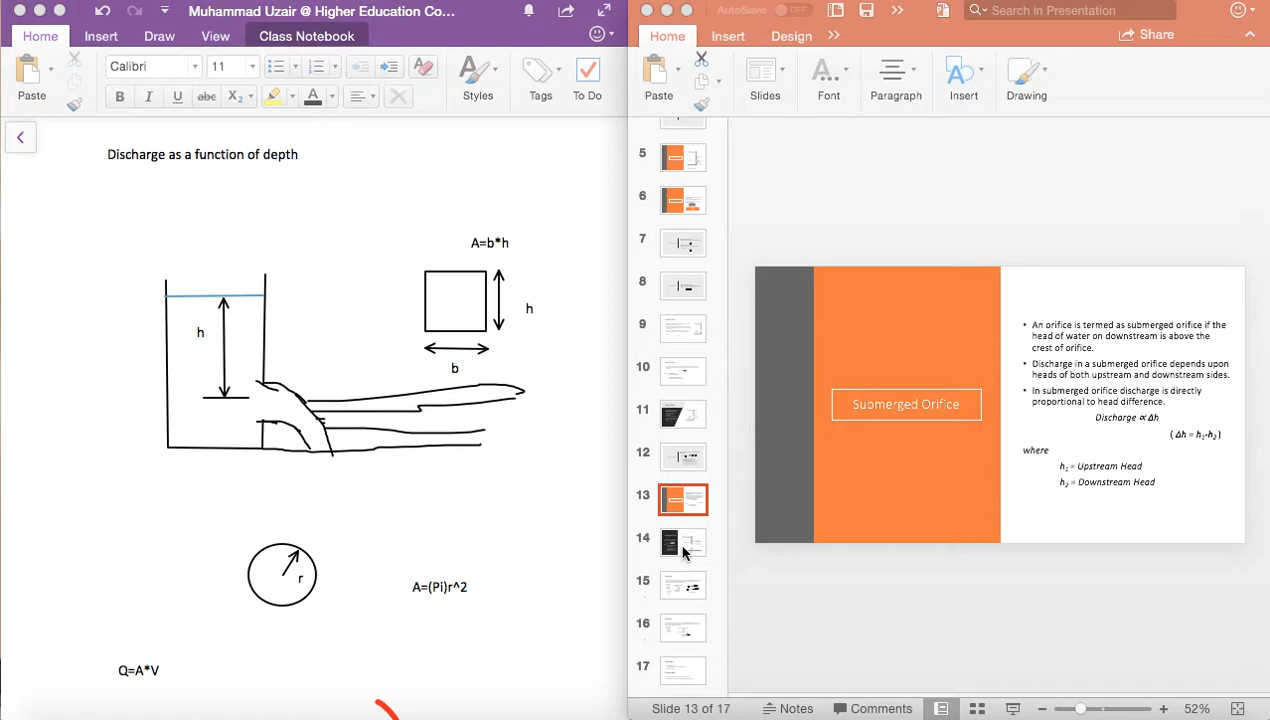 Muhammad Uzair @ Higher Education Co...
Home Insert Draw View Class Notebook
Paste
Calibri 11
B I U abc X₂ A
Styles Tags To Do
Discharge as a function of depth
A=b*h
h
h
b
r
A=(Pi)r^2
Q=A*V
AutoSave OFF
Search in Presentation
Home Insert Design Share
Paste Slides Font Paragraph Insert Drawing
5
6
7
8
9
10
11
12
13
14
15
16
17
Submerged Orifice
• An orifice is termed as submerged orifice if the
head of water on downstream is above the
crest of orifice.
• Discharge in a submerged orifice depends upon
heads of both upstream and downstream sides.
• In submerged orifice discharge is directly
proportional to head difference.
Discharge ∝ Δh
( Δh = h₁-h₂ )
where
h₁ = Upstream Head
h₂ = Downstream Head
Slide 13 of 17 Notes Comments 52%